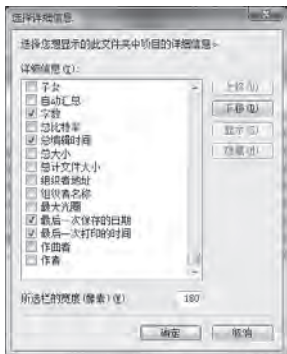 选择详细信息
选择您想显示的此文件夹中项目的详细信息。
详细信息(T):
子女
自动汇总
字数
总比特率
总编辑时间
总大小
总计文件大小
组织者地址
组织者名称
最大光圈
最后一次保存的日期
最后一次打印的时间
作曲者
作者
上移(U)
下移(D)
显示(S)
隐藏(H)
所选栏的宽度(像素)(W):
180
确定
取消